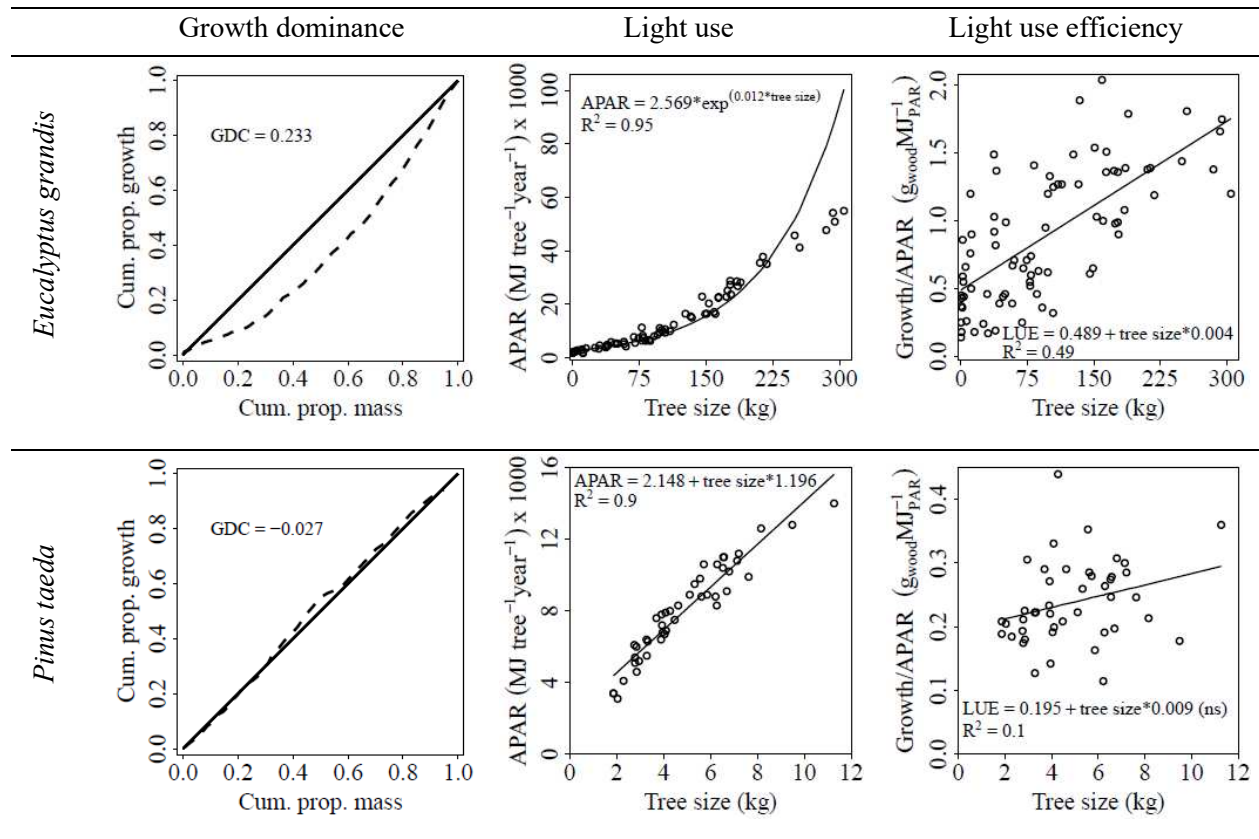 Growth dominance Light use Light use efficiency
Eucalyptus grandis
Cum. prop. growth
0.0 0.2 0.4 0.6 0.8 1.0
GDC = 0.233
0.0 0.2 0.4 0.6 0.8 1.0
Cum. prop. mass
APAR (MJ tree⁻¹year⁻¹) x 1000
0 20 40 60 80 100
APAR = 2.569*exp^(0.012*tree size)
R² = 0.95
0 75 150 225 300
Tree size (kg)
Growth/APAR (g_wood MJ_PAR⁻¹)
0.0 0.5 1.0 1.5 2.0
LUE = 0.489 + tree size*0.004
R² = 0.49
0 75 150 225 300
Tree size (kg)
Pinus taeda
Cum. prop. growth
0.0 0.2 0.4 0.6 0.8 1.0
GDC = −0.027
0.0 0.2 0.4 0.6 0.8 1.0
Cum. prop. mass
APAR (MJ tree⁻¹year⁻¹) x 1000
0 4 8 12 16
APAR = 2.148 + tree size*1.196
R² = 0.9
0 2 4 6 8 10 12
Tree size (kg)
Growth/APAR (g_wood MJ_PAR⁻¹)
0.0 0.1 0.2 0.3 0.4
LUE = 0.195 + tree size*0.009 (ns)
R² = 0.1
0 2 4 6 8 10 12
Tree size (kg)